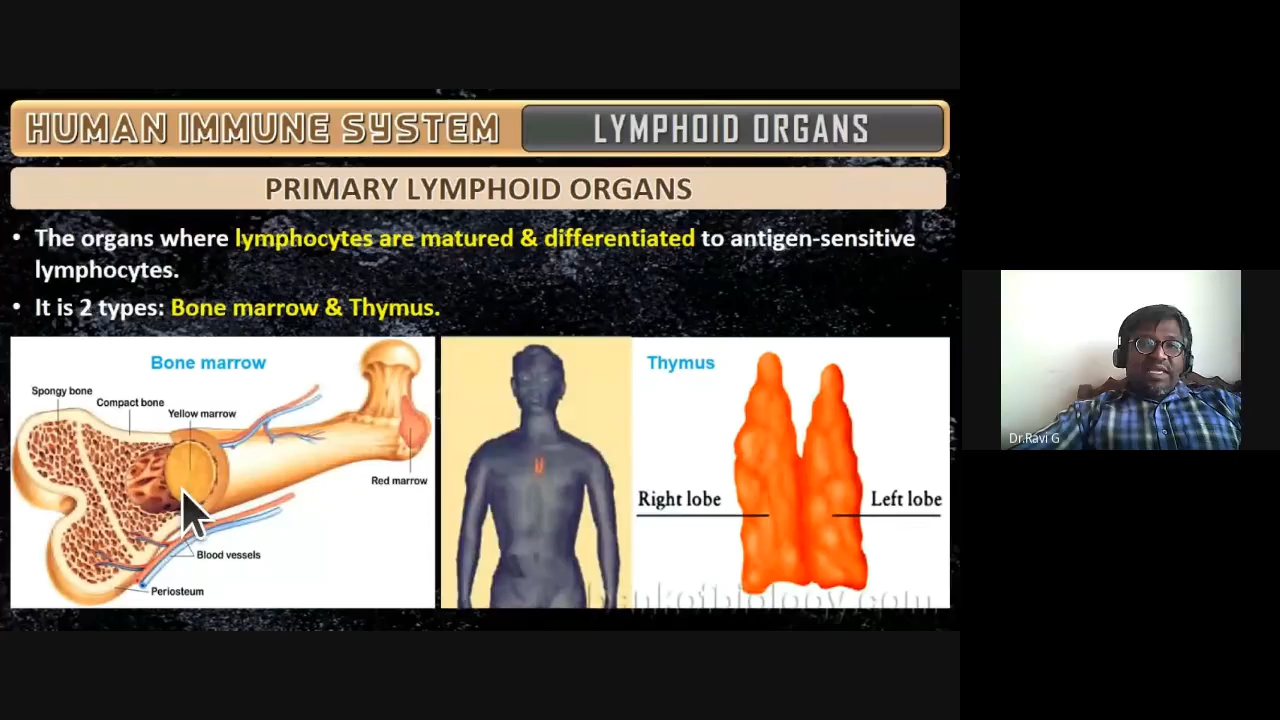 HUMAN IMMUNE SYSTEM
LYMPHOID ORGANS
PRIMARY LYMPHOID ORGANS
• The organs where lymphocytes are matured & differentiated to antigen-sensitive
lymphocytes.
• It is 2 types: Bone marrow & Thymus.
Bone marrow
Spongy bone
Compact bone
Yellow marrow
Red marrow
Blood vessels
Periosteum
Thymus
Right lobe
Left lobe
Dr.Ravi G